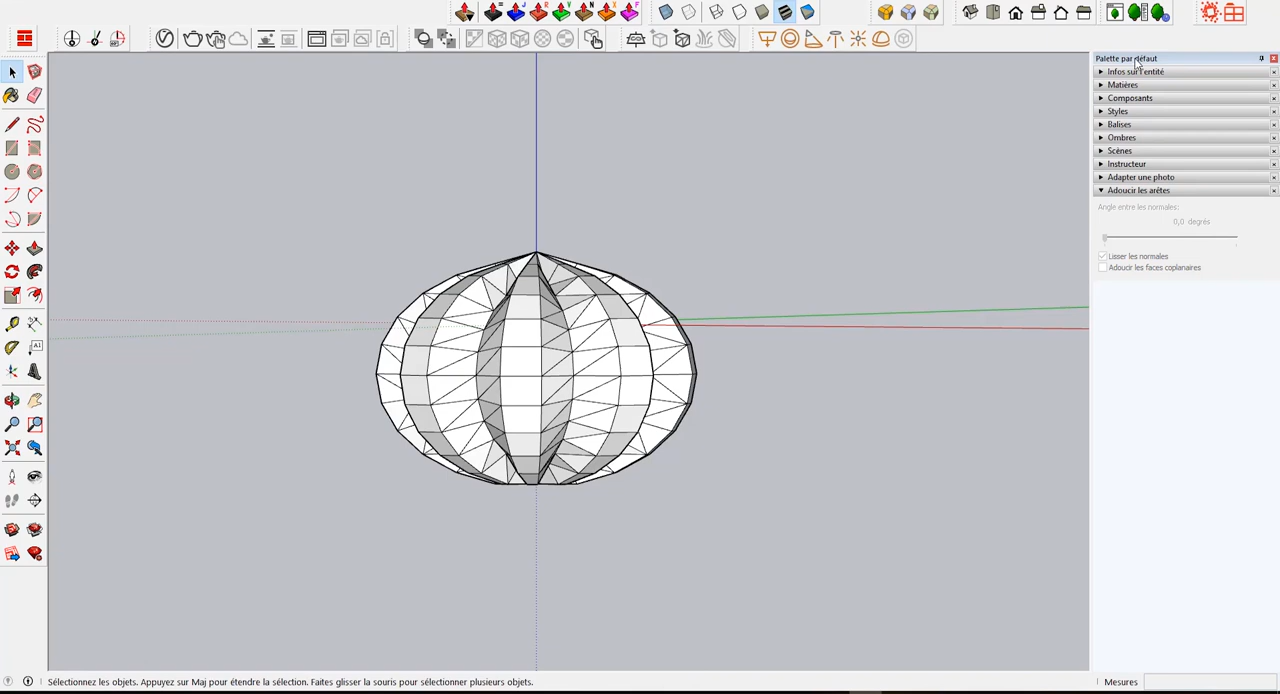 Palette par défaut
Infos sur l'entité
Matières
Composants
Styles
Balises
Ombres
Scènes
Instructeur
Adapter une photo
Adoucir les arêtes
Angle entre les normales:
0,0 degrés
Lisser les normales
Adoucir les faces coplanaires
Sélectionnez les objets. Appuyez sur Maj pour étendre la sélection. Faites glisser la souris pour sélectionner plusieurs objets.
Mesures